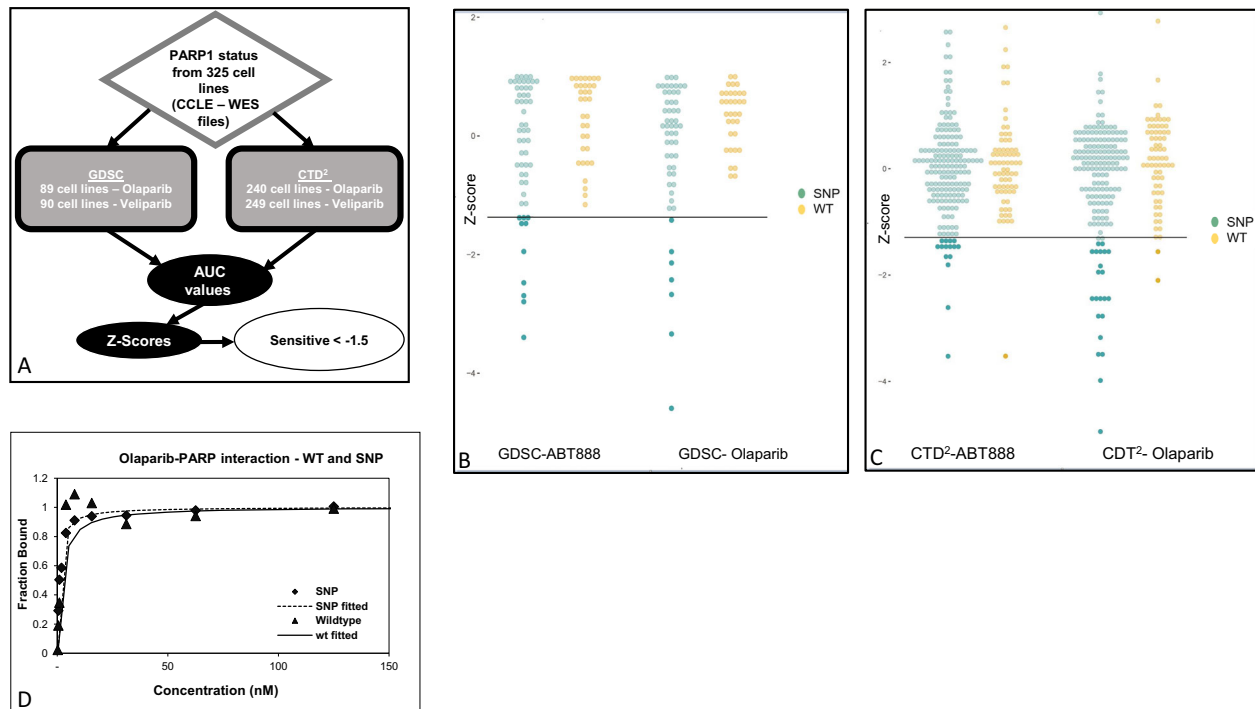 PARP1 status
from 325 cell
lines
(CCLE – WES
files)
GDSC
89 cell lines – Olaparib
90 cell lines - Veliparib
CTD²
240 cell lines - Olaparib
249 cell lines - Veliparib
AUC
values
Z-Scores
Sensitive < -1.5
A
2
0
−2
−4
Z-score
SNP
WT
GDSC-ABT888
GDSC- Olaparib
B
2
0
−2
−4
Z-score
SNP
WT
CTD²-ABT888
CDT²- Olaparib
C
Olaparib-PARP interaction - WT and SNP
1.2
1
0.8
0.6
0.4
0.2
0
Fraction Bound
SNP
SNP fitted
Wildtype
wt fitted
-
50
100
150
Concentration (nM)
D